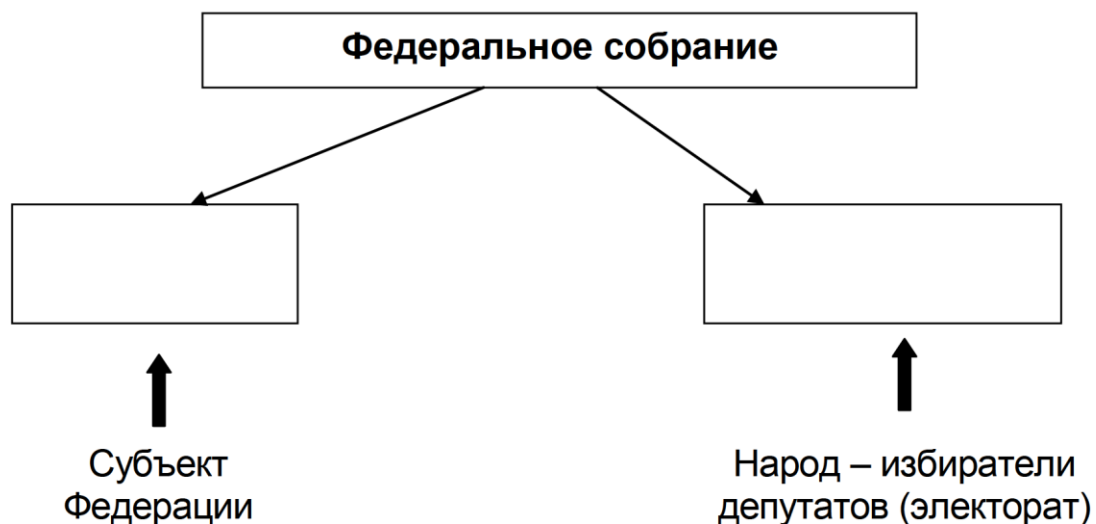 Федеральное собрание
Субъект
Федерации
Народ – избиратели
депутатов (электорат)